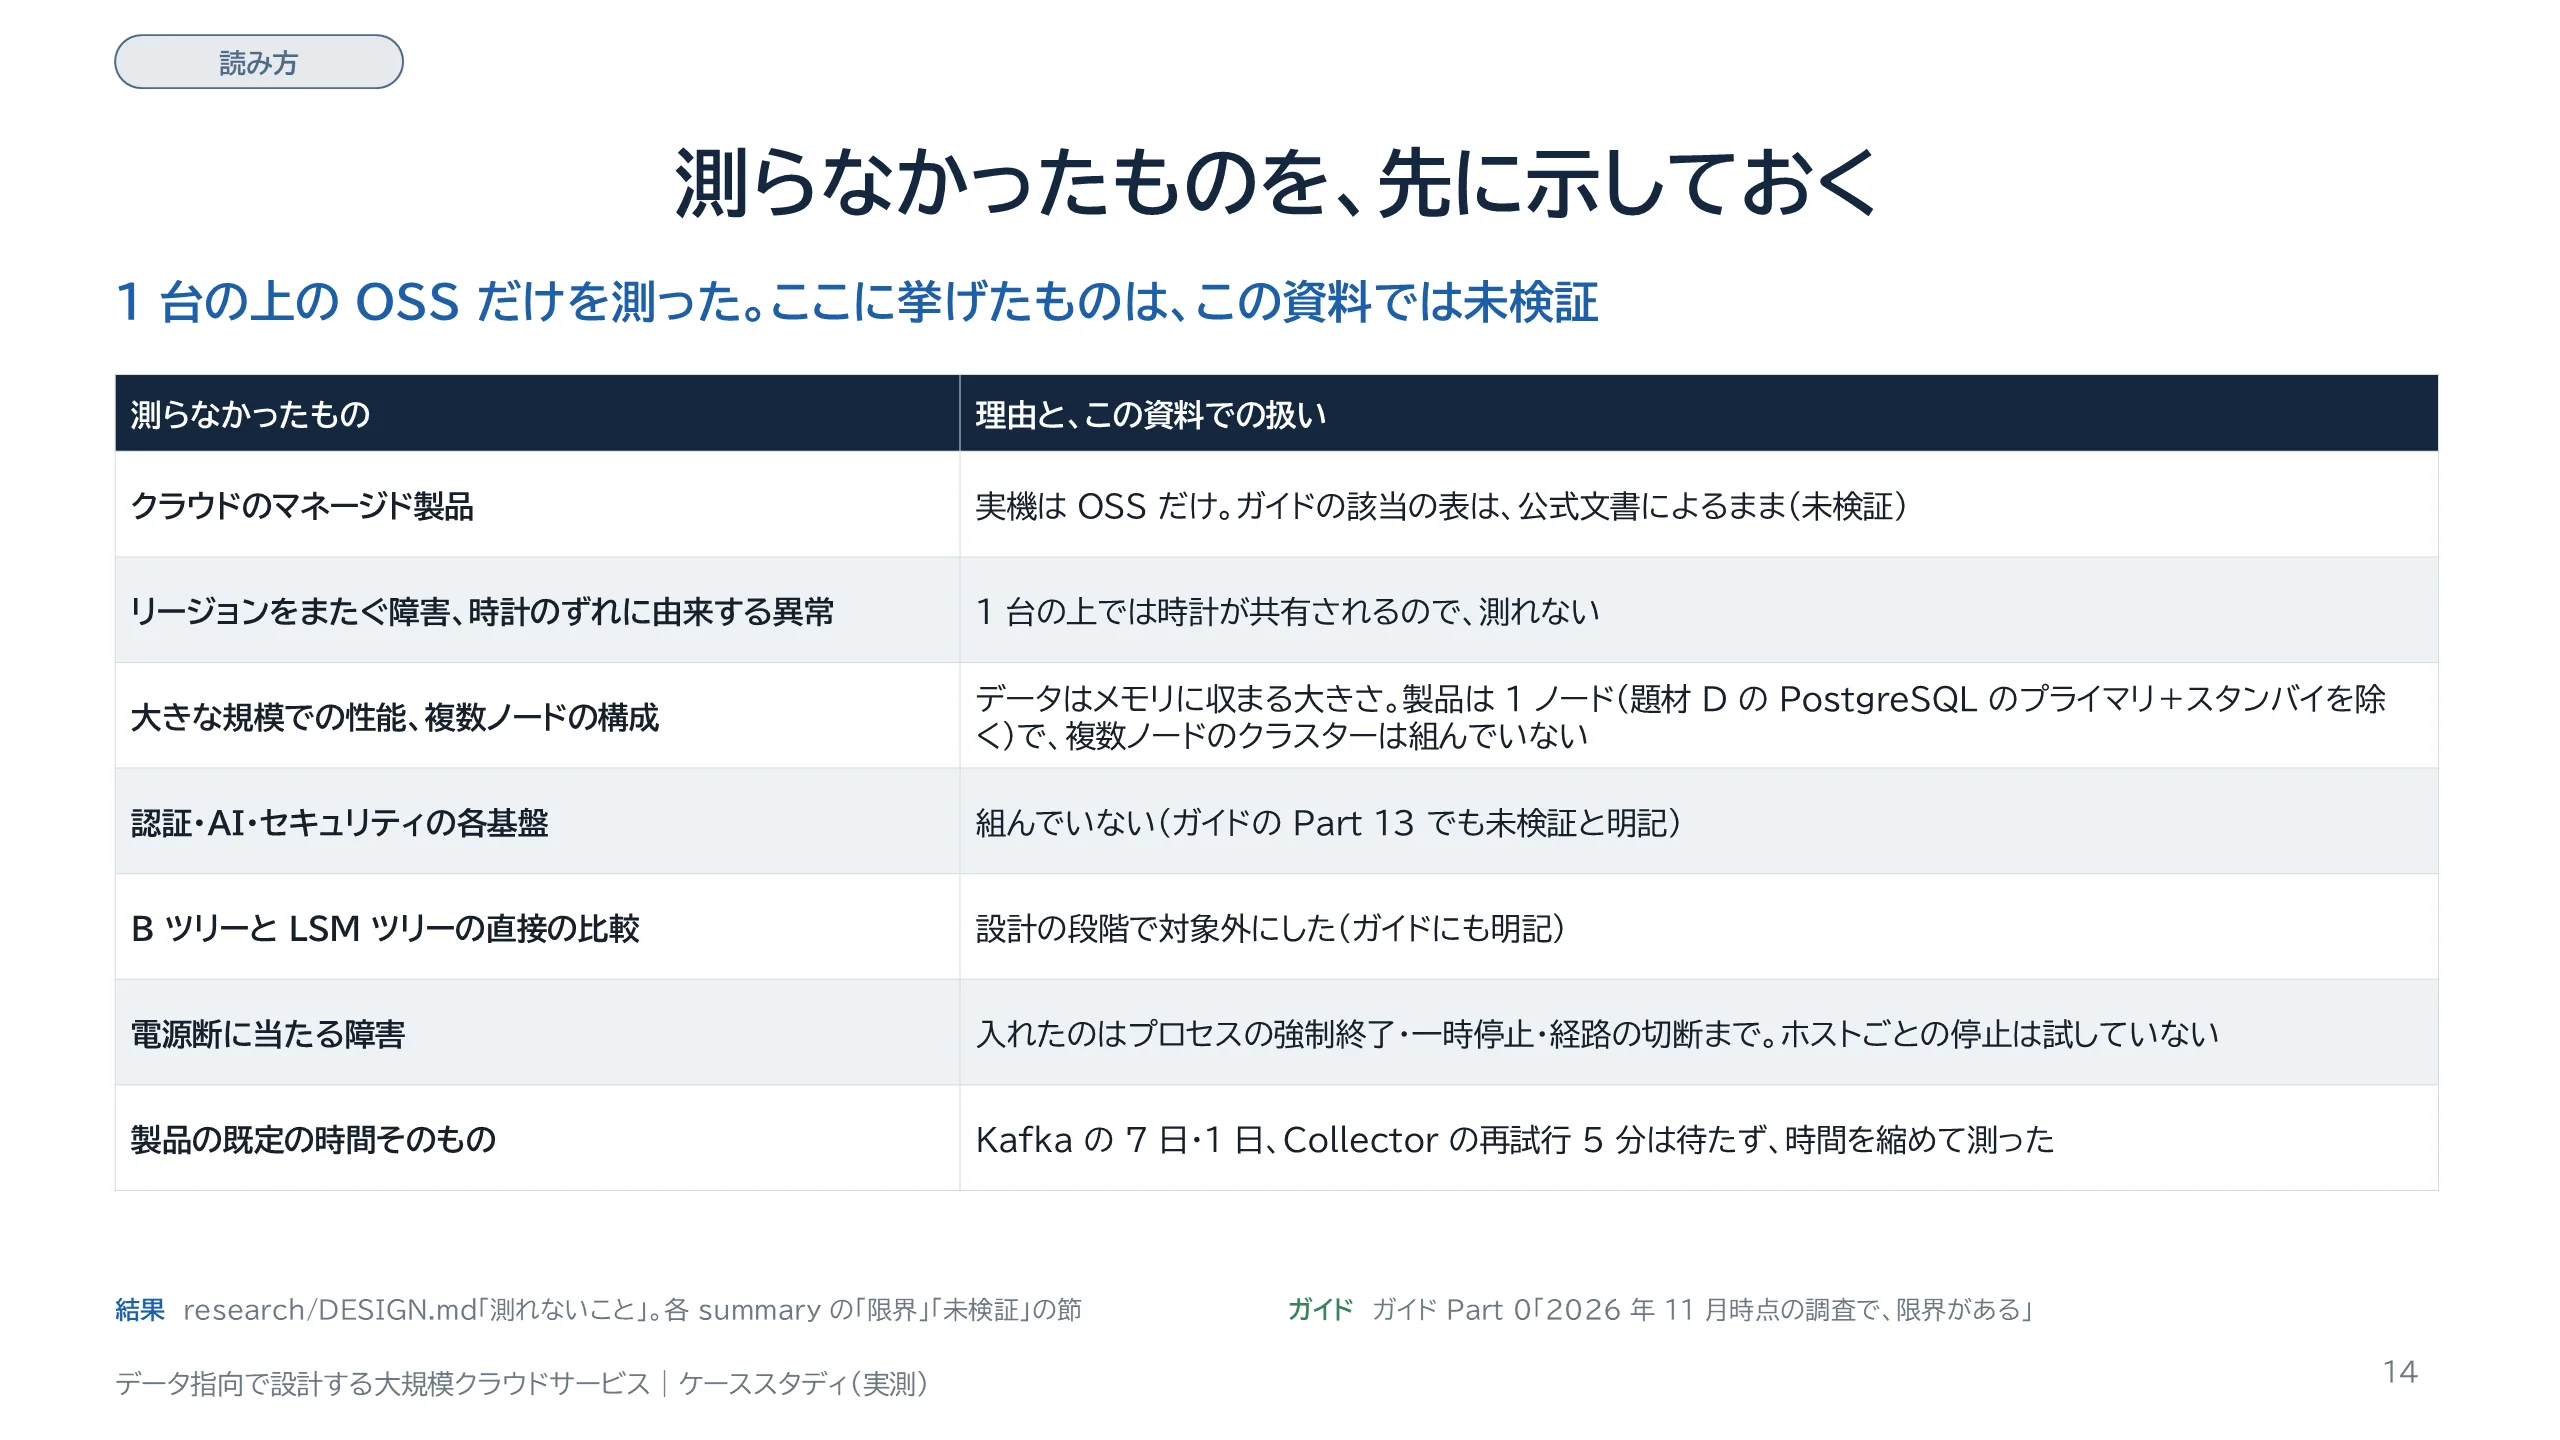 読み方
測らなかったものを、先に示しておく
1 台の上の OSS だけを測った。ここに挙げたものは、この資料では未検証
測らなかったもの
理由と、この資料での扱い
クラウドのマネージド製品
実機は OSS だけ。ガイドの該当の表は、公式文書によるまま（未検証）
リージョンをまたぐ障害、時計のずれに由来する異常
1 台の上では時計が共有されるので、測れない
大きな規模での性能、複数ノードの構成
データはメモリに収まる大きさ。製品は 1 ノード（題材 D の PostgreSQL のプライマリ＋スタンバイを除
く）で、複数ノードのクラスターは組んでいない
認証・AI・セキュリティの各基盤
組んでいない（ガイドの Part 13 でも未検証と明記）
B ツリーと LSM ツリーの直接の比較
設計の段階で対象外にした（ガイドにも明記）
電源断に当たる障害
入れたのはプロセスの強制終了・一時停止・経路の切断まで。ホストごとの停止は試していない
製品の既定の時間そのもの
Kafka の 7 日・1 日、Collector の再試行 5 分は待たず、時間を縮めて測った
結果 research/DESIGN.md「測れないこと」。各 summary の「限界」「未検証」の節
ガイド ガイド Part 0「2026 年 11 月時点の調査で、限界がある」
データ指向で設計する大規模クラウドサービス｜ケーススタディ（実測）
14